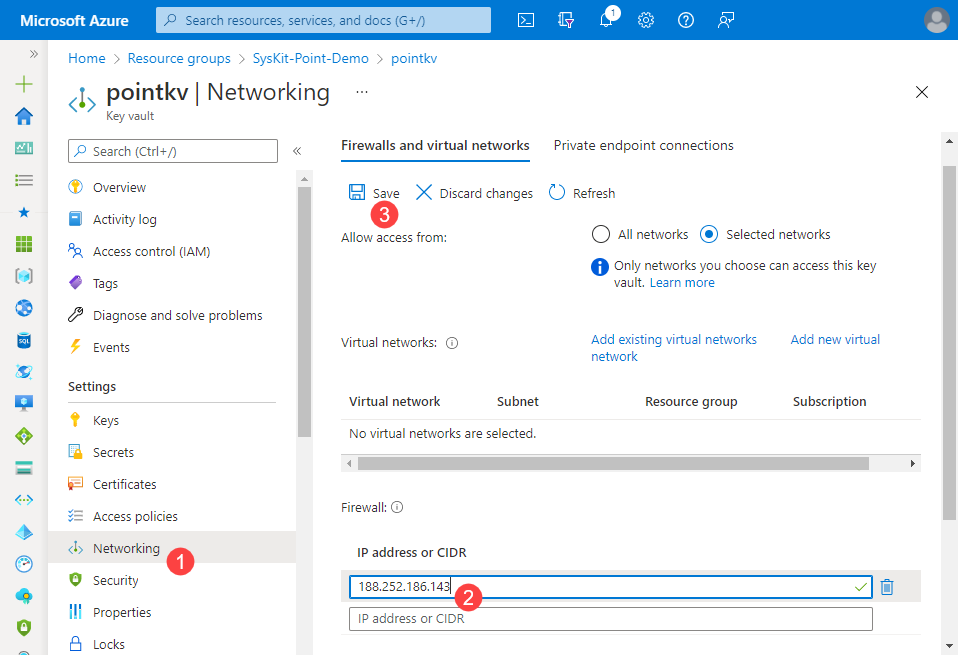 Microsoft Azure
Search resources, services, and docs (G+/)
1
Home > Resource groups > SysKit-Point-Demo > pointkv
pointkv | Networking ...
Key vault
Search (Ctrl+/)
Overview
Activity log
Access control (IAM)
Tags
Diagnose and solve problems
Events
Settings
Keys
Secrets
Certificates
Access policies
Networking
1
Security
Properties
Locks
Firewalls and virtual networks
Private endpoint connections
Save
Discard changes
Refresh
3
Allow access from:
All networks
Selected networks
Only networks you choose can access this key
vault. Learn more
Virtual networks:
Add existing virtual networks
network
Add new virtual
Virtual network
Subnet
Resource group
Subscription
No virtual networks are selected.
Firewall:
IP address or CIDR
188.252.186.143
2
IP address or CIDR
SQL